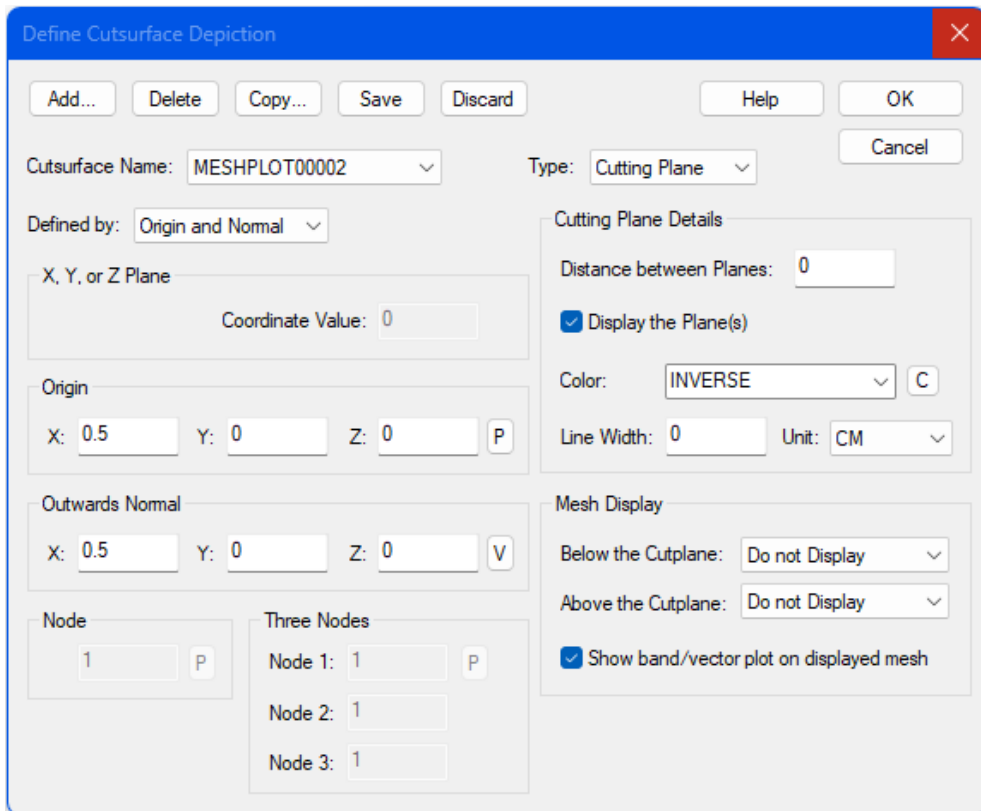 Define Cutsurface Depiction
Add... Delete Copy... Save Discard Help OK
Cancel
Cutsurface Name: MESHPLOT00002 Type: Cutting Plane
Defined by: Origin and Normal
Cutting Plane Details
Distance between Planes: 0
Display the Plane(s)
Color: INVERSE C
Line Width: 0 Unit: CM
X, Y, or Z Plane
Coordinate Value: 0
Origin
X: 0.5 Y: 0 Z: 0 P
Outwards Normal
X: 0.5 Y: 0 Z: 0 V
Mesh Display
Below the Cutplane: Do not Display
Above the Cutplane: Do not Display
Show band/vector plot on displayed mesh
Node
1 P
Three Nodes
Node 1: 1 P
Node 2: 1
Node 3: 1